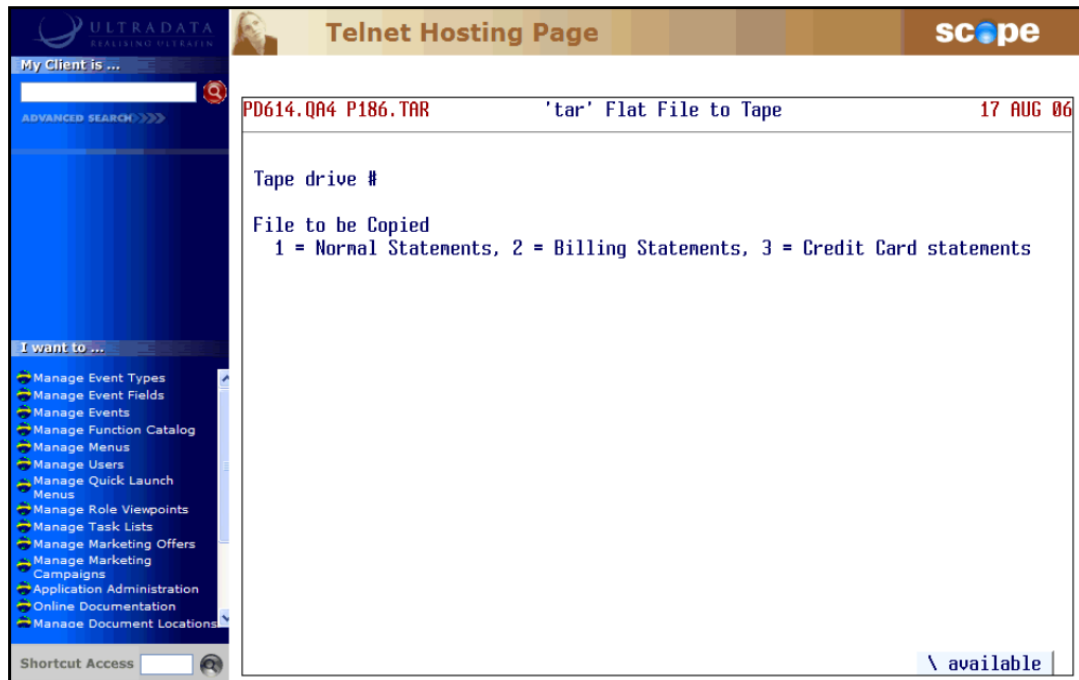 ULTRADATA
Telnet Hosting Page
scope
My Client is ...
ADVANCED SEARCH
PD614.QA4 P186.TAR 'tar' Flat File to Tape 17 AUG 06
Tape drive #
File to be Copied
1 = Normal Statements, 2 = Billing Statements, 3 = Credit Card statements
I want to ...
Manage Event Types
Manage Event Fields
Manage Events
Manage Function Catalog
Manage Menus
Manage Users
Manage Quick Launch
Menus
Manage Role Viewpoints
Manage Task Lists
Manage Marketing Offers
Manage Marketing
Campaigns
Application Administration
Online Documentation
Manage Document Locations
Shortcut Access
\ available